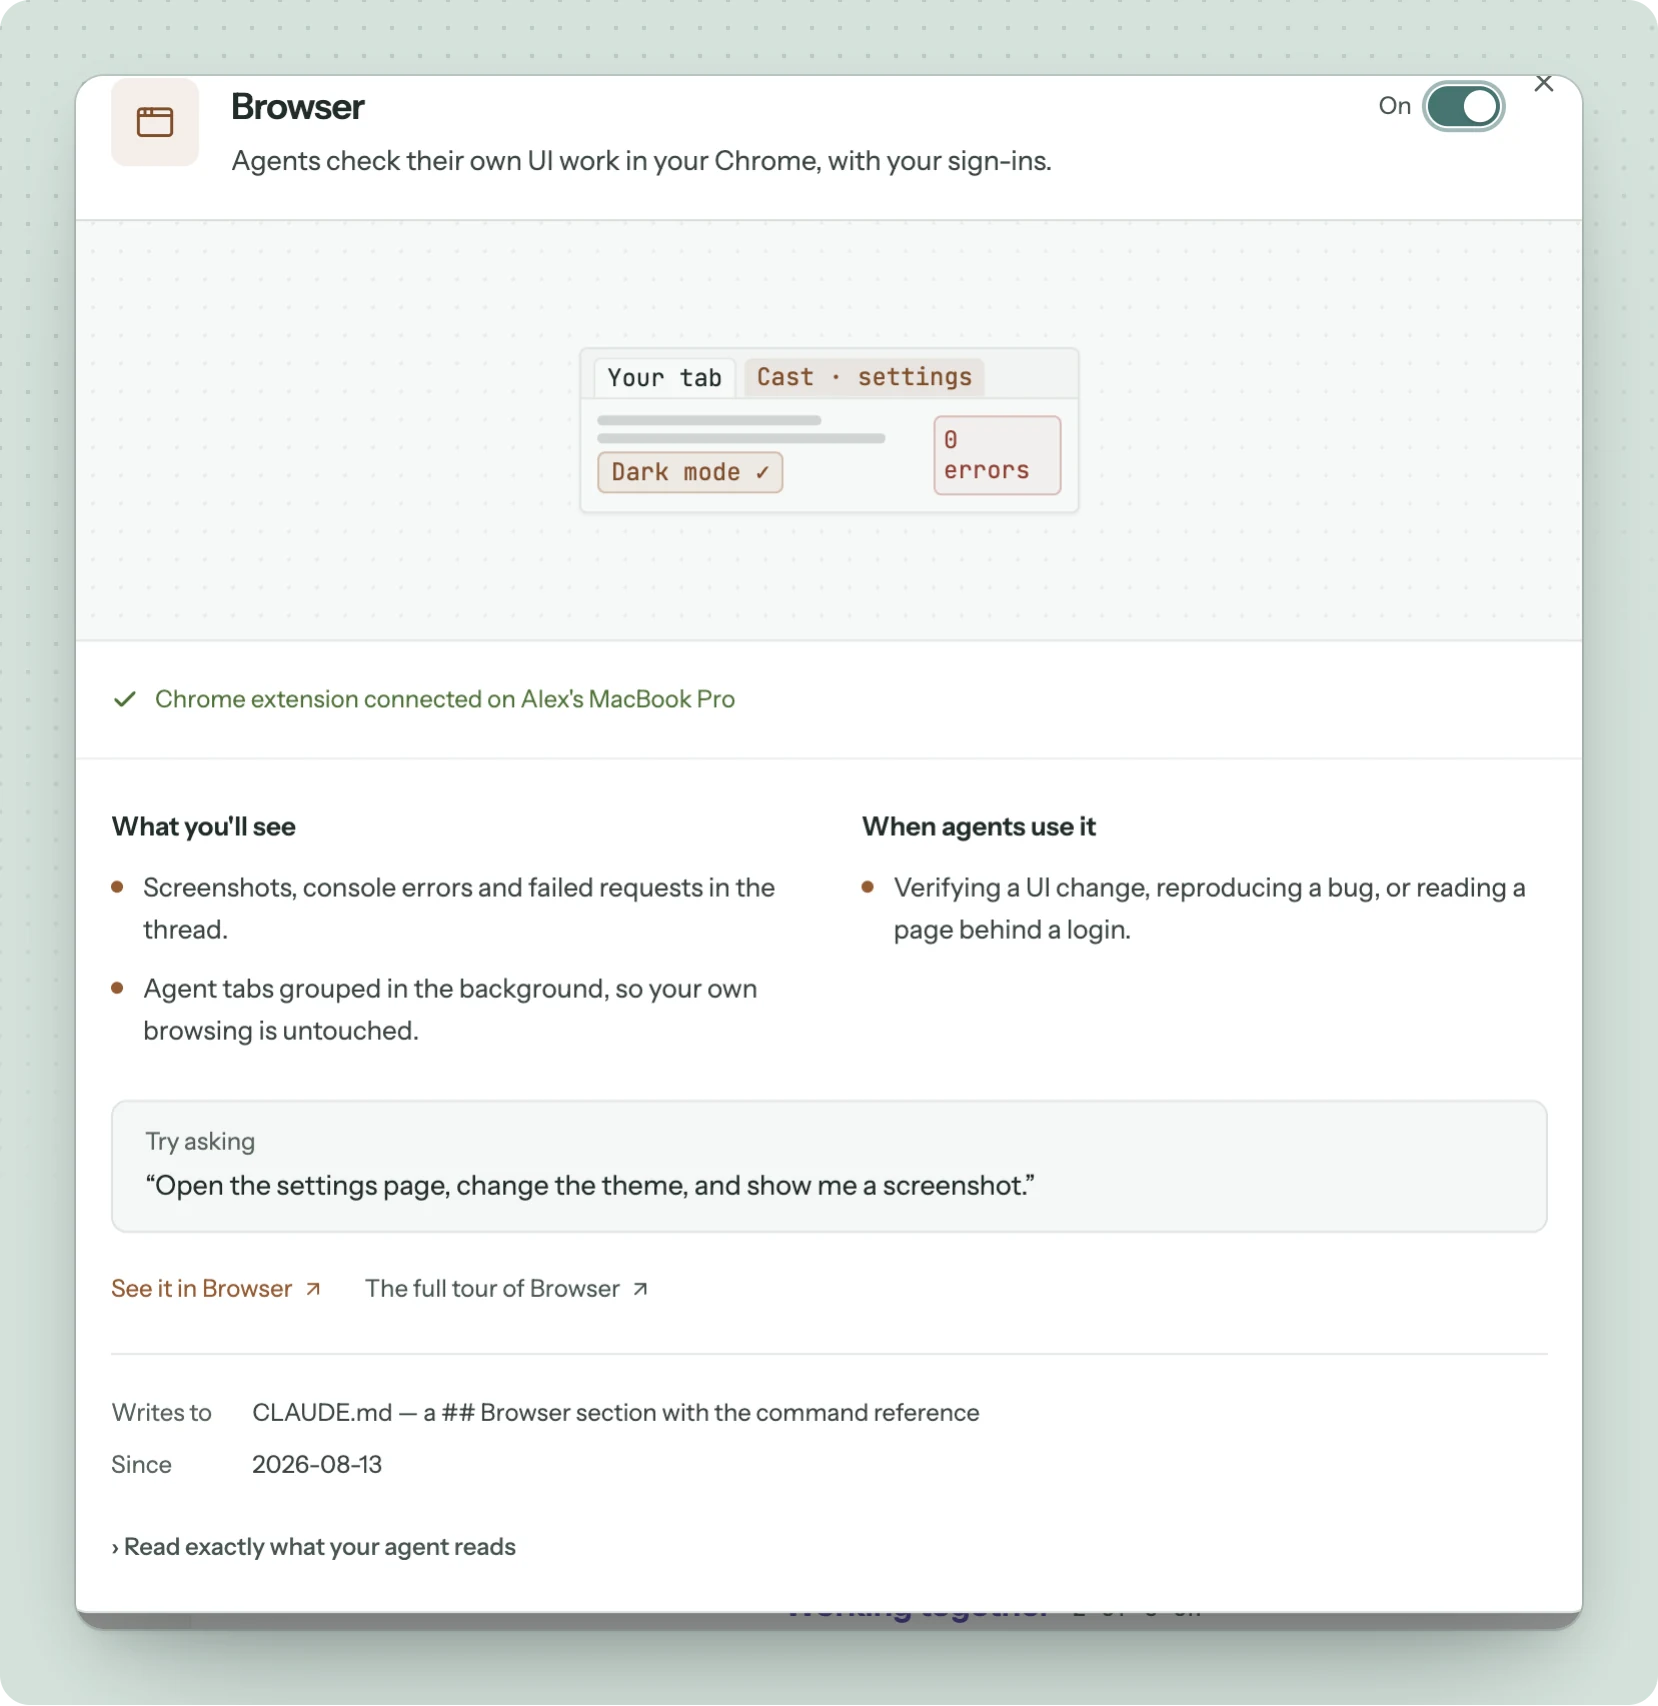 Browser
On
Agents check their own UI work in your Chrome, with your sign-ins.
Your tab
Cast · settings
0
errors
Dark mode ✓
Chrome extension connected on Alex's MacBook Pro
What you'll see
Screenshots, console errors and failed requests in the
thread.
Agent tabs grouped in the background, so your own
browsing is untouched.
When agents use it
Verifying a UI change, reproducing a bug, or reading a
page behind a login.
Try asking
“Open the settings page, change the theme, and show me a screenshot.”
See it in Browser ↗
The full tour of Browser ↗
Writes to
CLAUDE.md — a ## Browser section with the command reference
Since
2026-08-13
› Read exactly what your agent reads